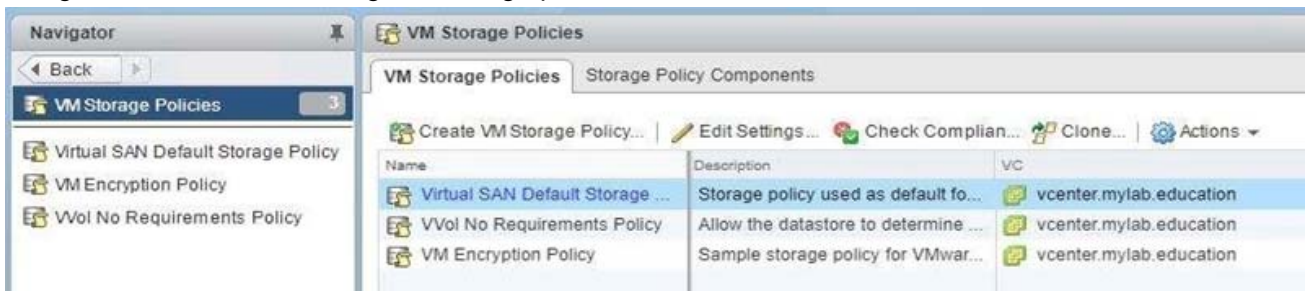 Navigator
VM Storage Policies
Back
VM Storage Policies Storage Policy Components
VM Storage Policies 3
Create VM Storage Policy... Edit Settings... Check Complian... Clone... Actions
Virtual SAN Default Storage Policy
VM Encryption Policy
VVol No Requirements Policy
Name Description VC
Virtual SAN Default Storage ... Storage policy used as default fo... vcenter.mylab.education
VVol No Requirements Policy Allow the datastore to determine ... vcenter.mylab.education
VM Encryption Policy Sample storage policy for VMwar... vcenter.mylab.education